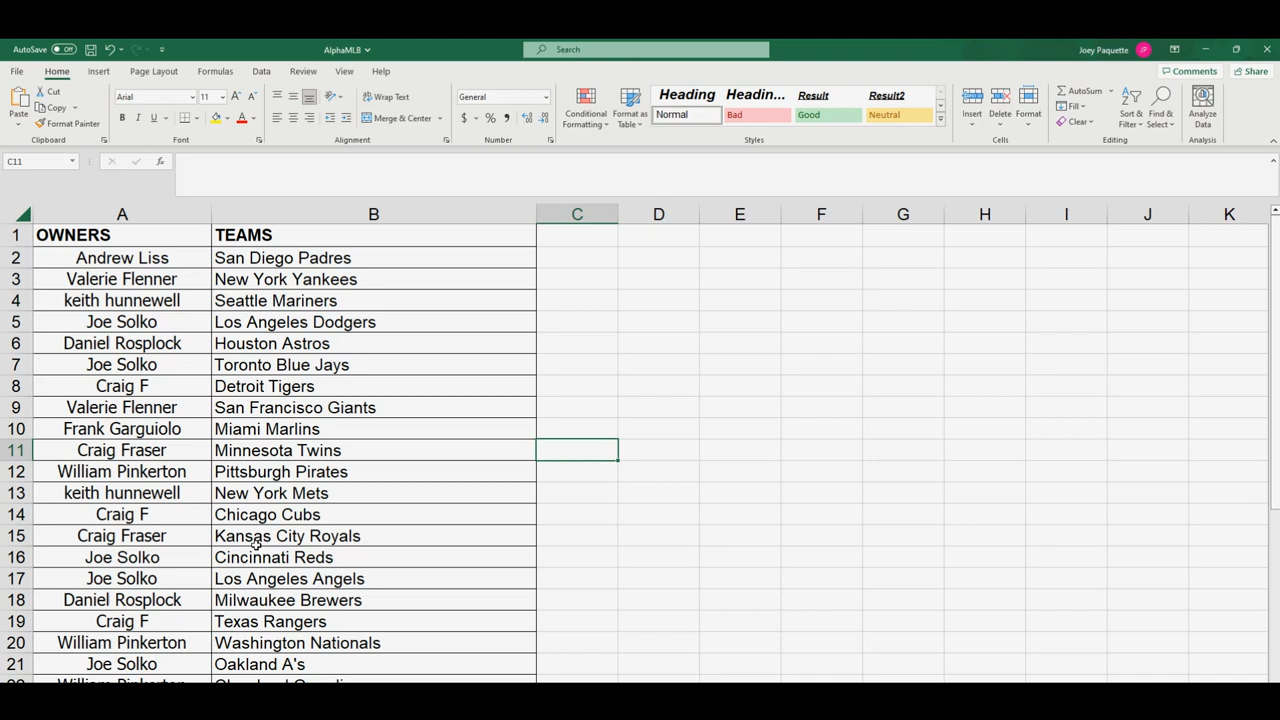 AutoSave Off AlphaMLB Search Joey Paquette JP
File Home Insert Draw Page Layout Formulas Data Review View Help Comments Share
Paste Cut Copy Format Painter Clipboard
Arial 11 A A B I U A Font
Wrap Text Merge & Center Alignment
General $ % 9 Number
Conditional Formatting Format as Table
Heading Headin... Result Result2
Normal Bad Good Neutral
Styles
Insert Delete Format Cells
AutoSum Fill Clear Sort & Filter Find & Select Editing
Analyze Data Analysis
C11 fx
A B C D E F G H I J K
1 OWNERS TEAMS
2 Andrew Liss San Diego Padres
3 Valerie Flenner New York Yankees
4 keith hunnewell Seattle Mariners
5 Joe Solko Los Angeles Dodgers
6 Daniel Rosplock Houston Astros
7 Joe Solko Toronto Blue Jays
8 Craig F Detroit Tigers
9 Valerie Flenner San Francisco Giants
10 Frank Garguiolo Miami Marlins
11 Craig Fraser Minnesota Twins
12 William Pinkerton Pittsburgh Pirates
13 keith hunnewell New York Mets
14 Craig F Chicago Cubs
15 Craig Fraser Kansas City Royals
16 Joe Solko Cincinnati Reds
17 Joe Solko Los Angeles Angels
18 Daniel Rosplock Milwaukee Brewers
19 Craig F Texas Rangers
20 William Pinkerton Washington Nationals
21 Joe Solko Oakland A's